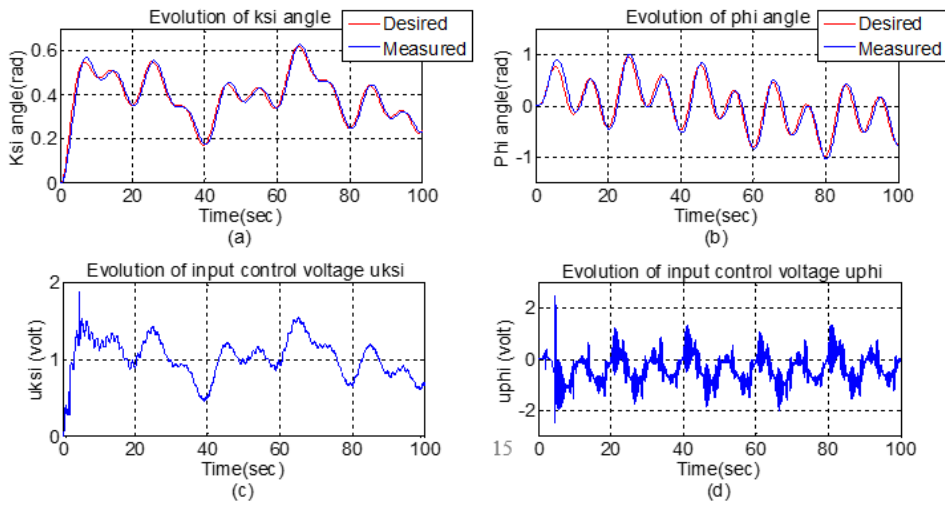 Evolution of ksi angle
Desired
Measured
Ksi angle(rad)
0.6
0.4
0.2
0
0 20 40 60 80 100
Time(sec)
(a)
Evolution of phi angle
Desired
Measured
Phi angle(rad)
1
0
-1
0 20 40 60 80 100
Time(sec)
(b)
Evolution of input control voltage uksi
uksi (volt)
2
1
0
0 20 40 60 80 100
Time(sec)
(c)
Evolution of input control voltage uphi
uphi (volt)
2
0
-2
0 20 40 60 80 100
15
Time(sec)
(d)